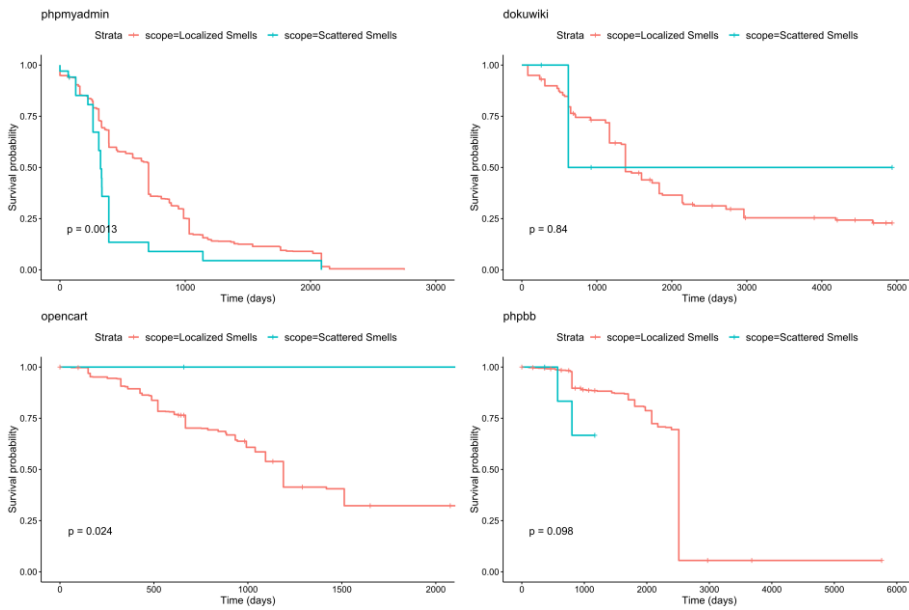 phpmyadmin
Strata scope=Localized Smells scope=Scattered Smells
Survival probability
1.00
0.75
0.50
0.25
0.00
p = 0.0013
0 1000 2000 3000
Time (days)
dokuwiki
Strata scope=Localized Smells scope=Scattered Smells
Survival probability
1.00
0.75
0.50
0.25
0.00
p = 0.84
0 1000 2000 3000 4000 5000
Time (days)
opencart
Strata scope=Localized Smells scope=Scattered Smells
Survival probability
1.00
0.75
0.50
0.25
0.00
p = 0.024
0 500 1000 1500 2000
Time (days)
phpbb
Strata scope=Localized Smells scope=Scattered Smells
Survival probability
1.00
0.75
0.50
0.25
0.00
p = 0.098
0 1000 2000 3000 4000 5000 6000
Time (days)